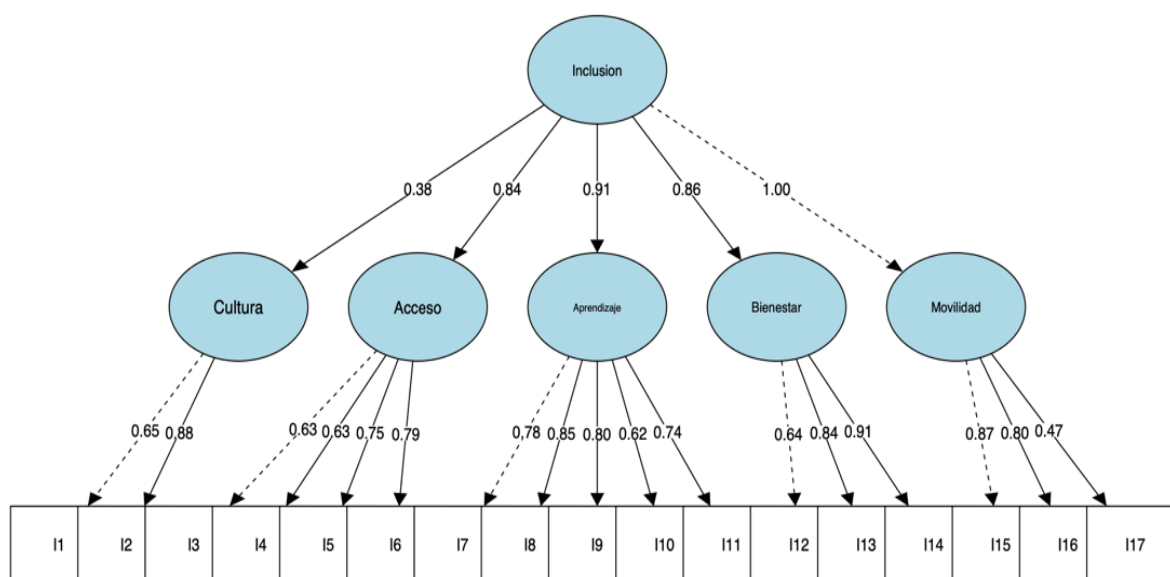 Inclusion
0.38 0.84 0.91 0.86 1.00
Cultura Acceso Aprendizaje Bienestar Movilidad
0.65 0.88 0.63 0.63 0.75 0.79 0.78 0.85 0.80 0.62 0.74 0.64 0.84 0.91 0.87 0.80 0.47
I1 I2 I3 I4 I5 I6 I7 I8 I9 I10 I11 I12 I13 I14 I15 I16 I17